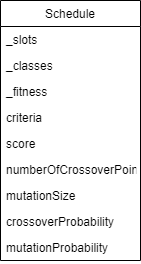 Schedule
_slots
_classes
_fitness
criteria
score
numberOfCrossoverPoin
mutationSize
crossoverProbability
mutationProbability